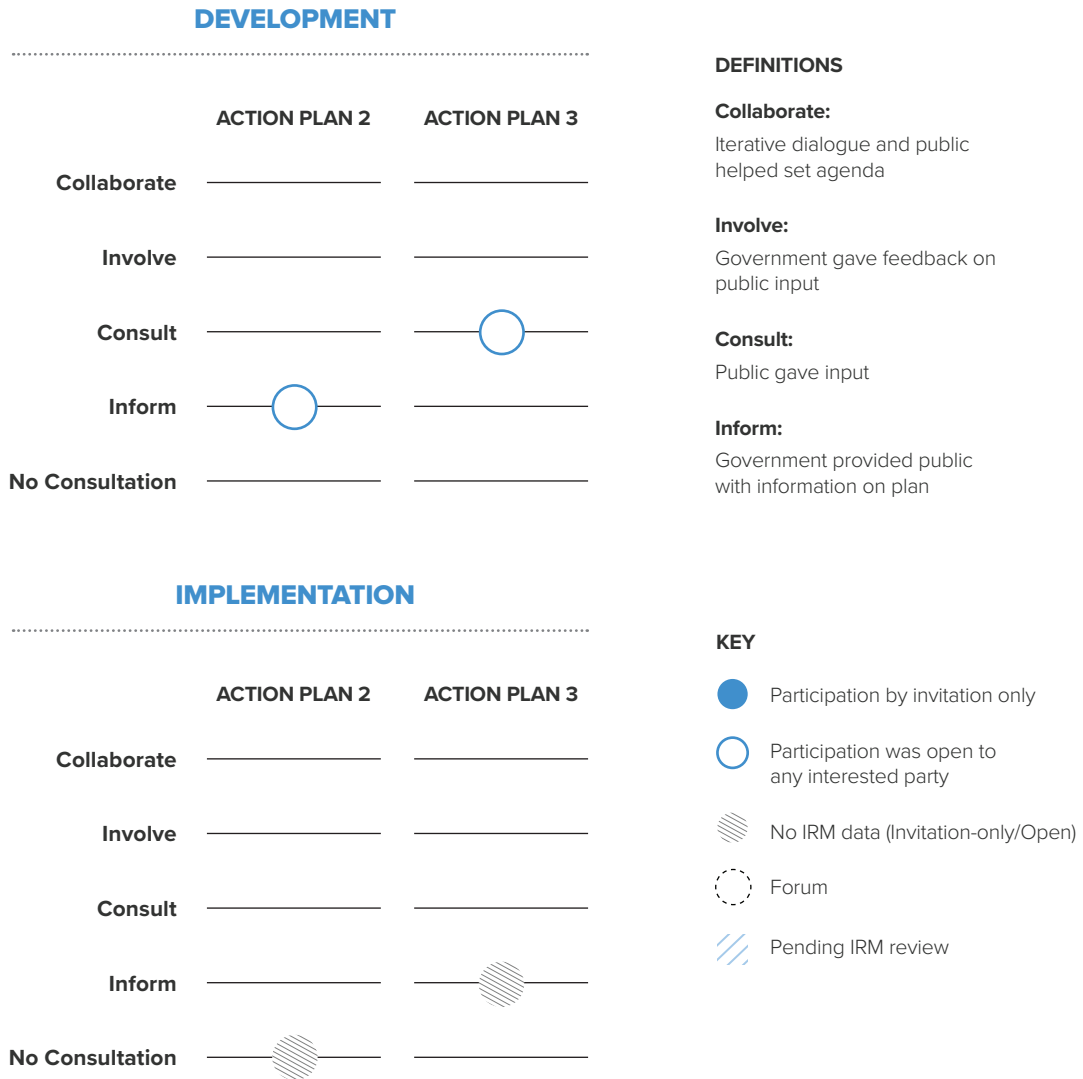 DEVELOPMENT
ACTION PLAN 2 ACTION PLAN 3
Collaborate
Involve
Consult
Inform
No Consultation
DEFINITIONS
Collaborate:
Iterative dialogue and public
helped set agenda
Involve:
Government gave feedback on
public input
Consult:
Public gave input
Inform:
Government provided public
with information on plan
IMPLEMENTATION
ACTION PLAN 2 ACTION PLAN 3
Collaborate
Involve
Consult
Inform
No Consultation
KEY
Participation by invitation only
Participation was open to
any interested party
No IRM data (Invitation-only/Open)
Forum
Pending IRM review